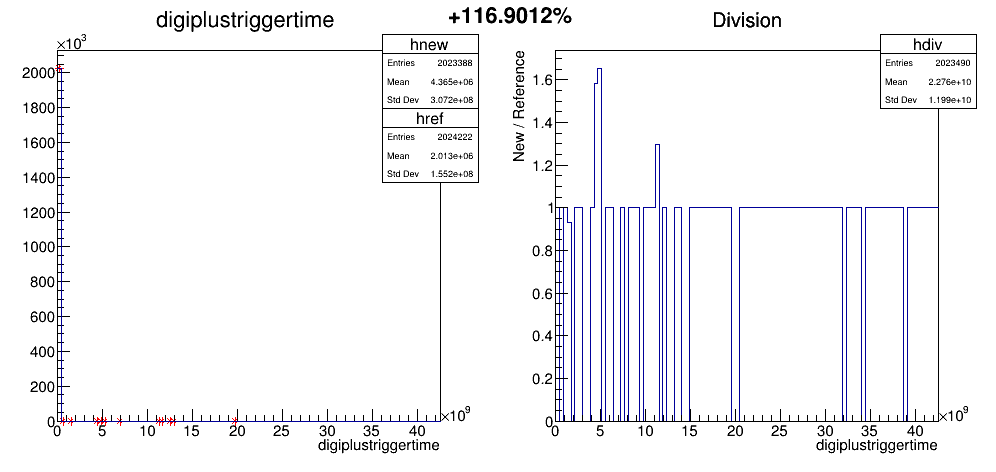 digiplustriggertime
+116.9012%
Division
×10³
hnew
Entries 2023388
Mean 4.365e+06
Std Dev 3.072e+08
href
Entries 2024222
Mean 2.013e+06
Std Dev 1.552e+08
2000
1800
1600
1400
1200
1000
800
600
400
200
0
0 5 10 15 20 25 30 35 40 ×10⁹
digiplustriggertime
hdiv
Entries 2023490
Mean 2.276e+10
Std Dev 1.199e+10
New / Reference
1.6
1.4
1.2
1
0.8
0.6
0.4
0.2
0
0 5 10 15 20 25 30 35 40 ×10⁹
digiplustriggertime